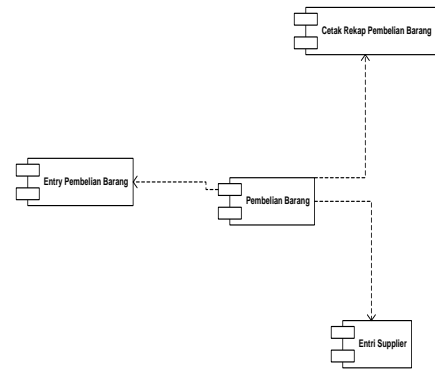 Cetak Rekap Pembelian Barang
Entry Pembelian Barang
Pembelian Barang
Entri Supplier